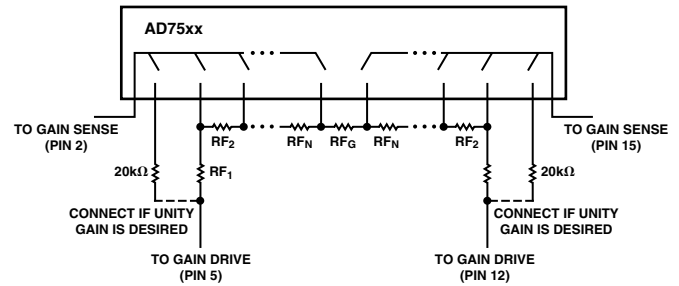 AD75xx
TO GAIN SENSE
(PIN 2)
RF2
RFN
RFG
RFN
RF2
TO GAIN SENSE
(PIN 15)
20kΩ
RF1
20kΩ
CONNECT IF UNITY
GAIN IS DESIRED
CONNECT IF UNITY
GAIN IS DESIRED
TO GAIN DRIVE
(PIN 5)
TO GAIN DRIVE
(PIN 12)